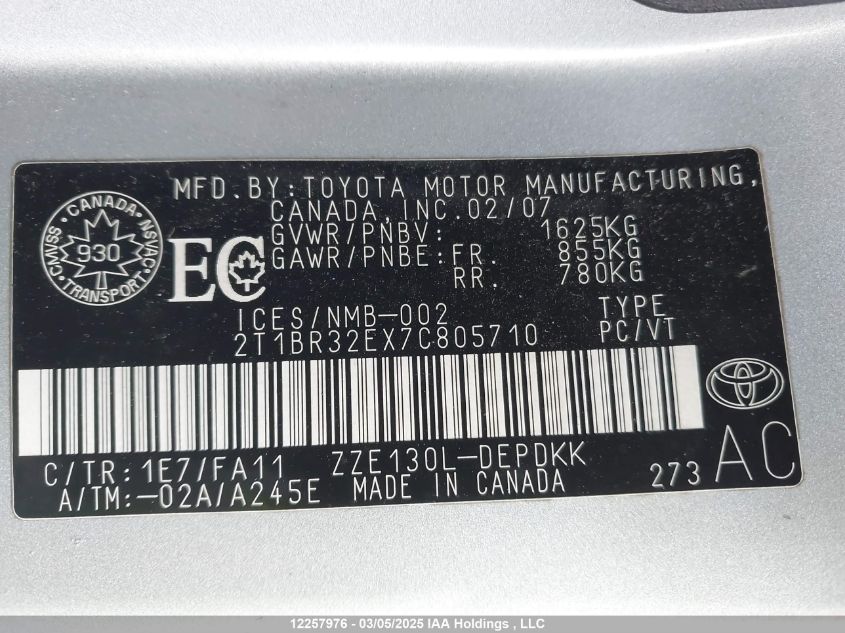 MFD. BY: TOYOTA MOTOR MANUFACTURING,
CANADA, INC. 02/07
GVWR/PNBV: 1625KG
GAWR/PNBE: FR. 855KG
RR. 780KG
CANADA
CMVSS 930 NSVAC
TRANSPORT
EC
ICES/NMB-002
TYPE
2T1BR32EX7C805710 PC/VT
C/TR: 1E7/FA11 ZZE130L-DEPDKK
A/TM:-02A/A245E MADE IN CANADA 273 AC
12257976 - 03/05/2025 IAA Holdings , LLC